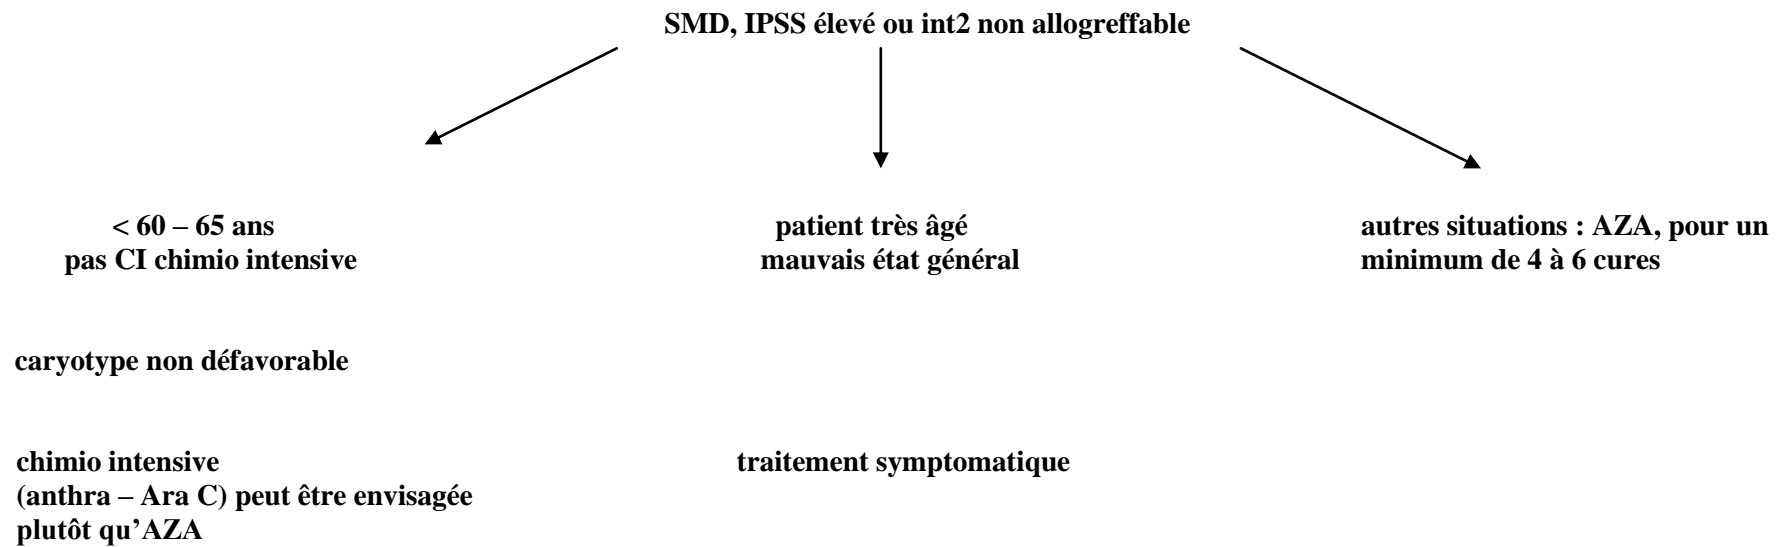 SMD, IPSS élevé ou int2 non allogreffable
< 60 – 65 ans
pas CI chimio intensive
caryotype non défavorable
chimio intensive
(anthra – Ara C) peut être envisagée
plutôt qu’AZA
patient très âgé
mauvais état général
traitement symptomatique
autres situations : AZA, pour un
minimum de 4 à 6 cures